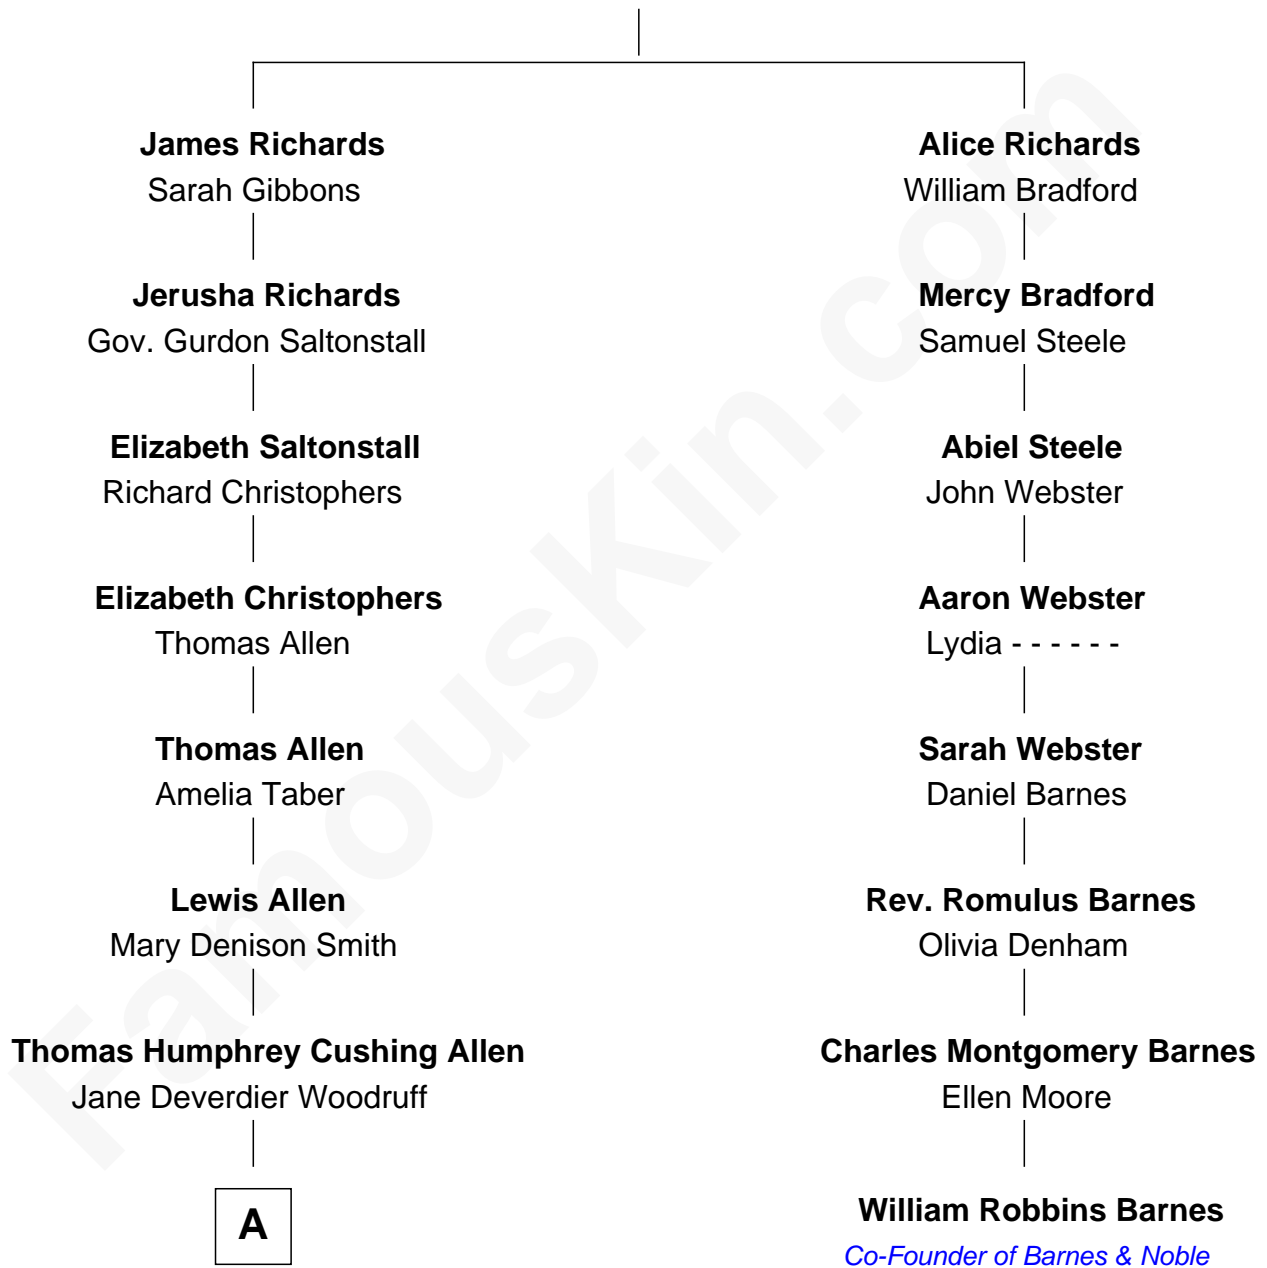 James Richards
Sarah Gibbons
Jerusha Richards
Gov. Gurdon Saltonstall
Elizabeth Saltonstall
Richard Christophers
Elizabeth Christophers
Thomas Allen
Thomas Allen
Amelia Taber
Lewis Allen
Mary Denison Smith
Thomas Humphrey Cushing Allen
Jane Deverdier Woodruff
A
Alice Richards
William Bradford
Mercy Bradford
Samuel Steele
Abiel Steele
John Webster
Aaron Webster
Lydia - - - - - -
Sarah Webster
Daniel Barnes
Rev. Romulus Barnes
Olivia Denham
Charles Montgomery Barnes
Ellen Moore
William Robbins Barnes
Co-Founder of Barnes & Noble
FamousKin.com